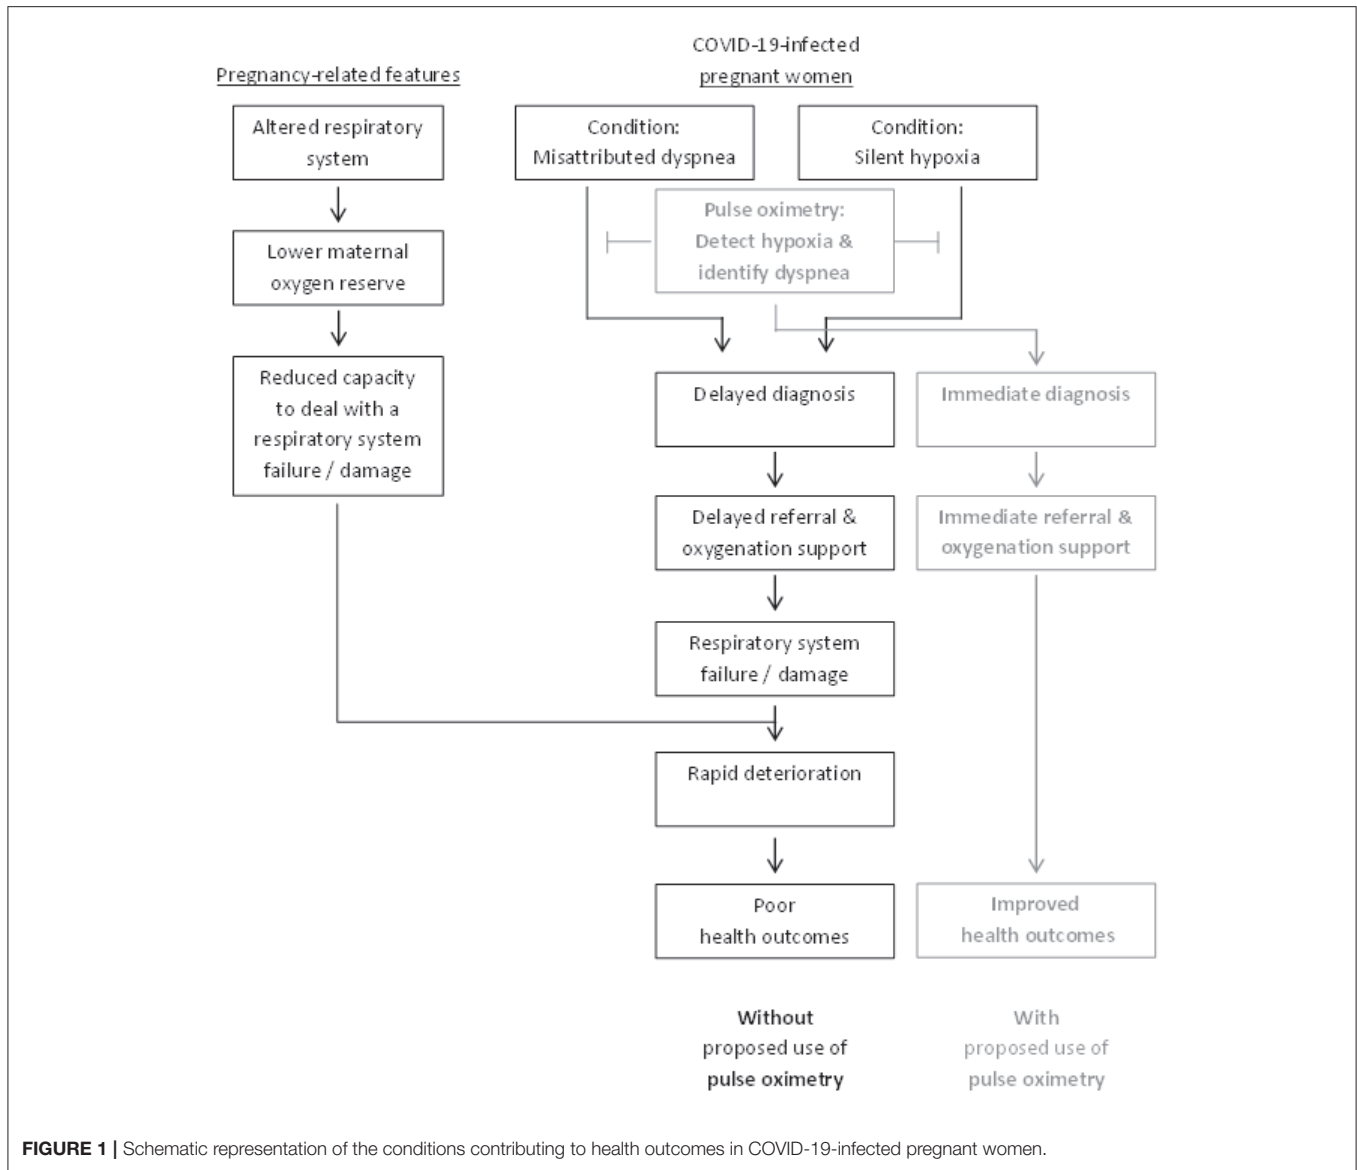 Pregnancy-related features
Altered respiratory
system
Lower maternal
oxygen reserve
Reduced capacity
to deal with a
respiratory system
failure / damage
COVID-19-infected
pregnant women
Condition:
Misattributed dyspnea
Condition:
Silent hypoxia
Pulse oximetry:
Detect hypoxia &
identify dyspnea
Delayed diagnosis
Delayed referral &
oxygenation support
Respiratory system
failure / damage
Rapid deterioration
Poor
health outcomes
Without
proposed use of
pulse oximetry
Immediate diagnosis
Immediate referral &
oxygenation support
Improved
health outcomes
With
proposed use of
pulse oximetry
FIGURE 1 | Schematic representation of the conditions contributing to health outcomes in COVID-19-infected pregnant women.